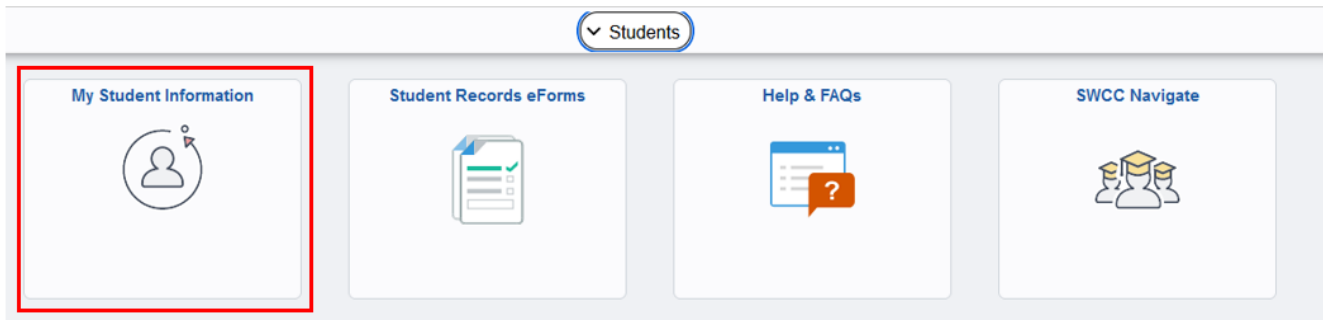 Students
My Student Information
Student Records eForms
Help & FAQs
SWCC Navigate
?